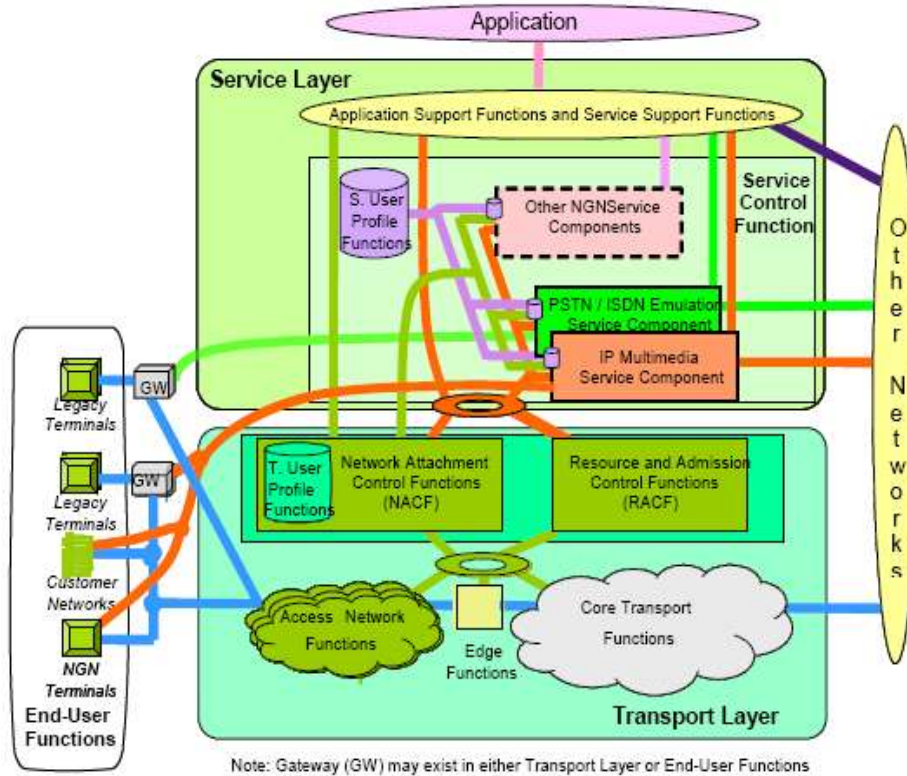 Application
Service Layer
Application Support Functions and Service Support Functions
S. User
Profile
Functions
Other NGNService
Components
Service
Control
Function
PSTN / ISDN Emulation
Service Component
IP Multimedia
Service Component
Other Networks
GW
Legacy
Terminals
GW
Legacy
Terminals
Customer
Networks
NGN
Terminals
End-User
Functions
T. User
Profile
Functions
Network Attachment
Control Functions
(NACF)
Resource and Admission
Control Functions
(RACF)
Access Network
Functions
Edge
Functions
Core Transport
Functions
Transport Layer
Note: Gateway (GW) may exist in either Transport Layer or End-User Functions